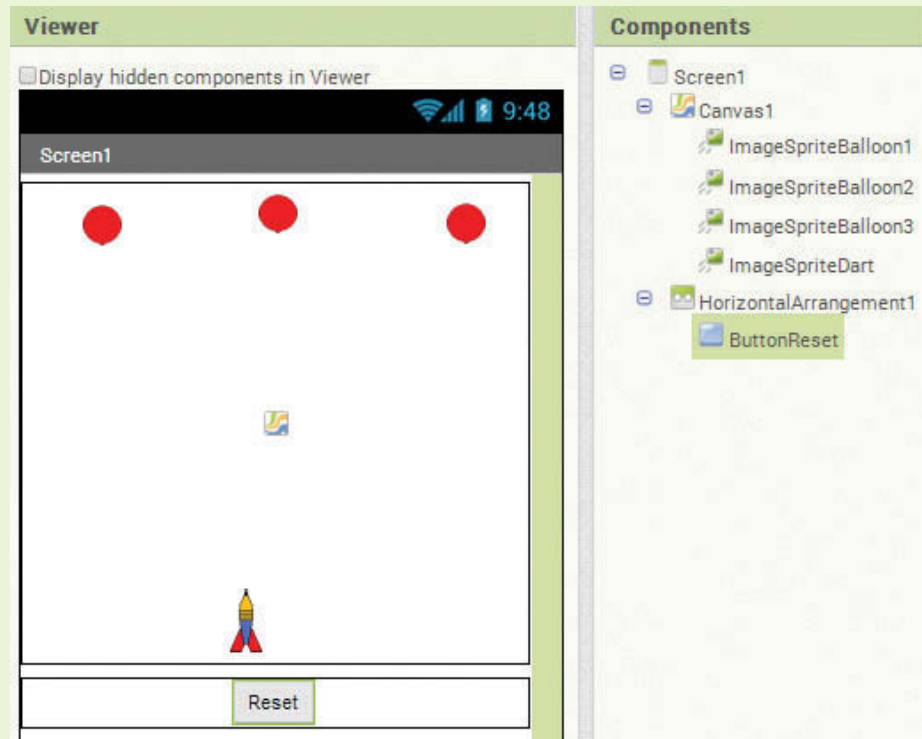 Viewer
Display hidden components in Viewer
9:48
Screen1
Reset
Components
Screen1
Canvas1
ImageSpriteBalloon1
ImageSpriteBalloon2
ImageSpriteBalloon3
ImageSpriteDart
HorizontalArrangement1
ButtonReset